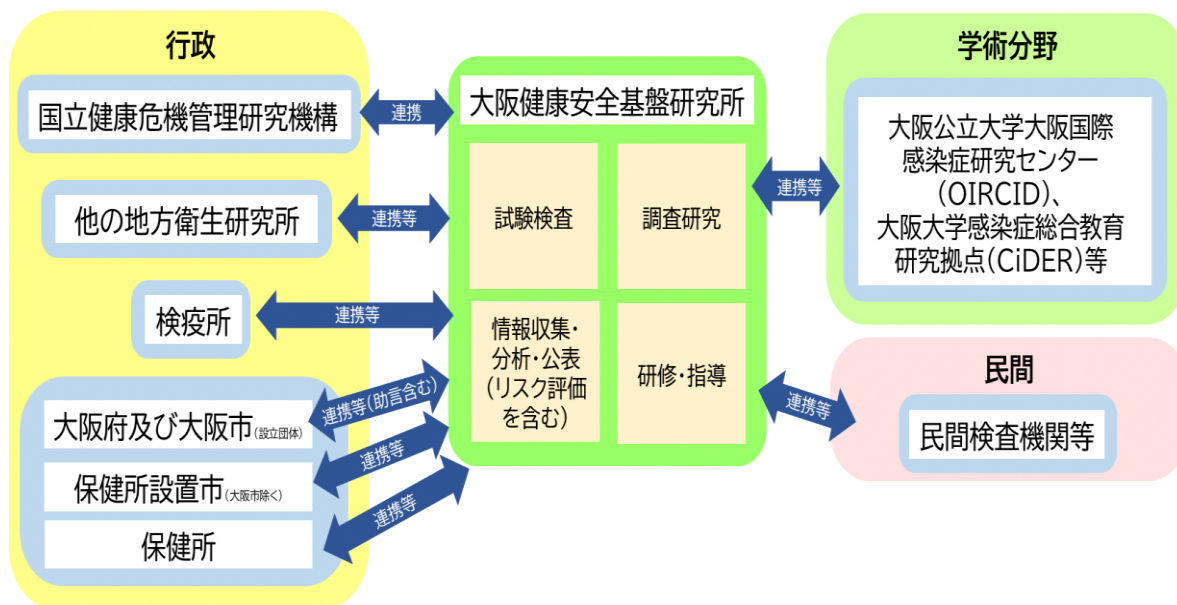 行政
国立健康危機管理研究機構
連携
他の地方衛生研究所
連携等
検疫所
連携等
大阪府及び大阪市(設立団体)
連携等(助言含む)
保健所設置市(大阪市除く)
連携等
保健所
連携等
大阪健康安全基盤研究所
試験検査
調査研究
情報収集・
分析・公表
(リスク評価
を含む)
研修・指導
連携等
学術分野
大阪公立大学大阪国際
感染症研究センター
(OIRCID)、
大阪大学感染症総合教育
研究拠点(CiDER)等
連携等
民間
民間検査機関等